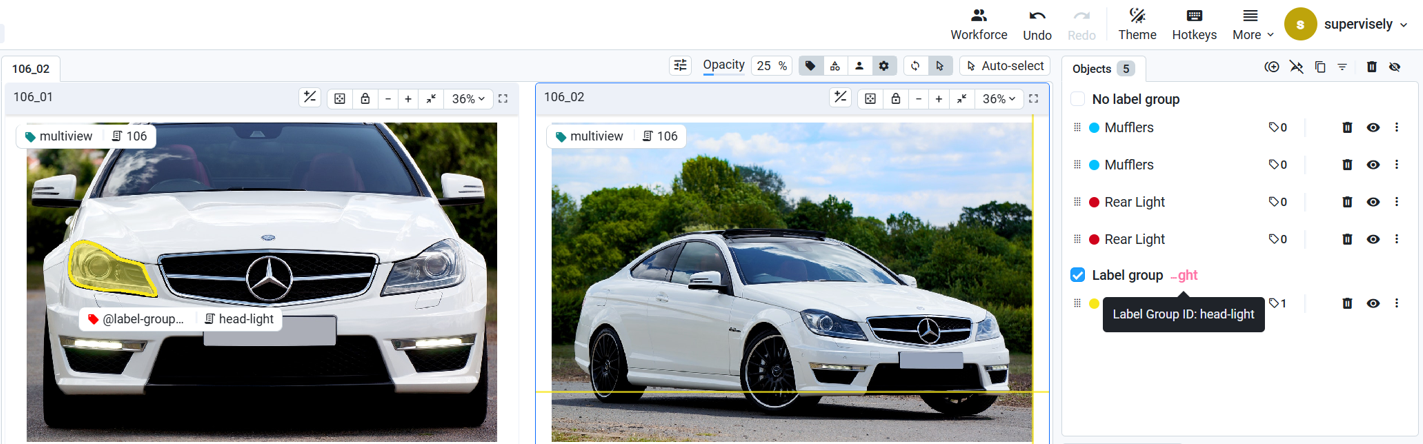 Workforce
Undo
Redo
Theme
Hotkeys
More
s
supervisely
106_02
Opacity
25 %
Auto-select
Objects 5
106_01
36%
106_02
36%
No label group
multiview 106
multiview 106
Mufflers 0
Mufflers 0
Rear Light 0
Rear Light 0
Label group …ght
1
Label Group ID: head-light
@label-group... head-light